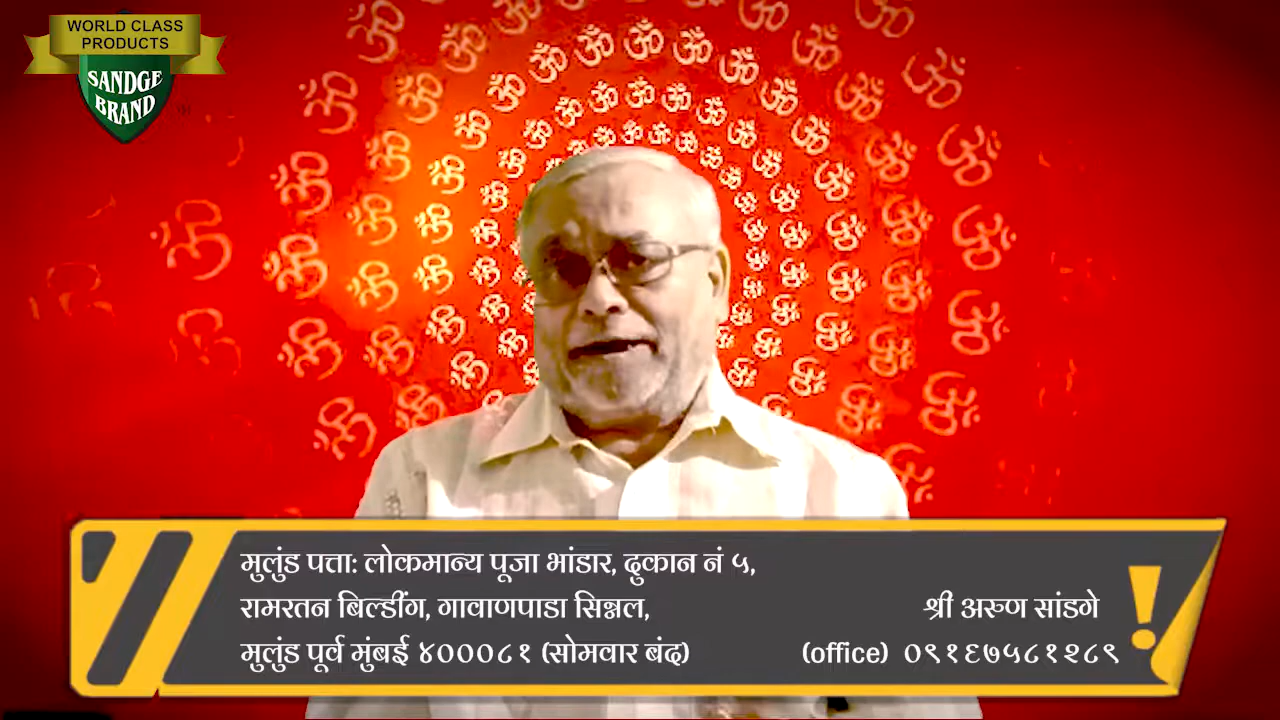 WORLD CLASS
PRODUCTS
SANDGE
BRAND
मुलुंड पत्ता: लोकमान्य पूजा भांडार, दुकान नं ५,
रामरतन बिल्डींग, गावाणपाडा सिन्नल,
श्री अरुण सांडगे
मुलुंड पूर्व मुंबई ४०००८१ (सोमवार बंद)
(office) ०९१६७५८१२८९